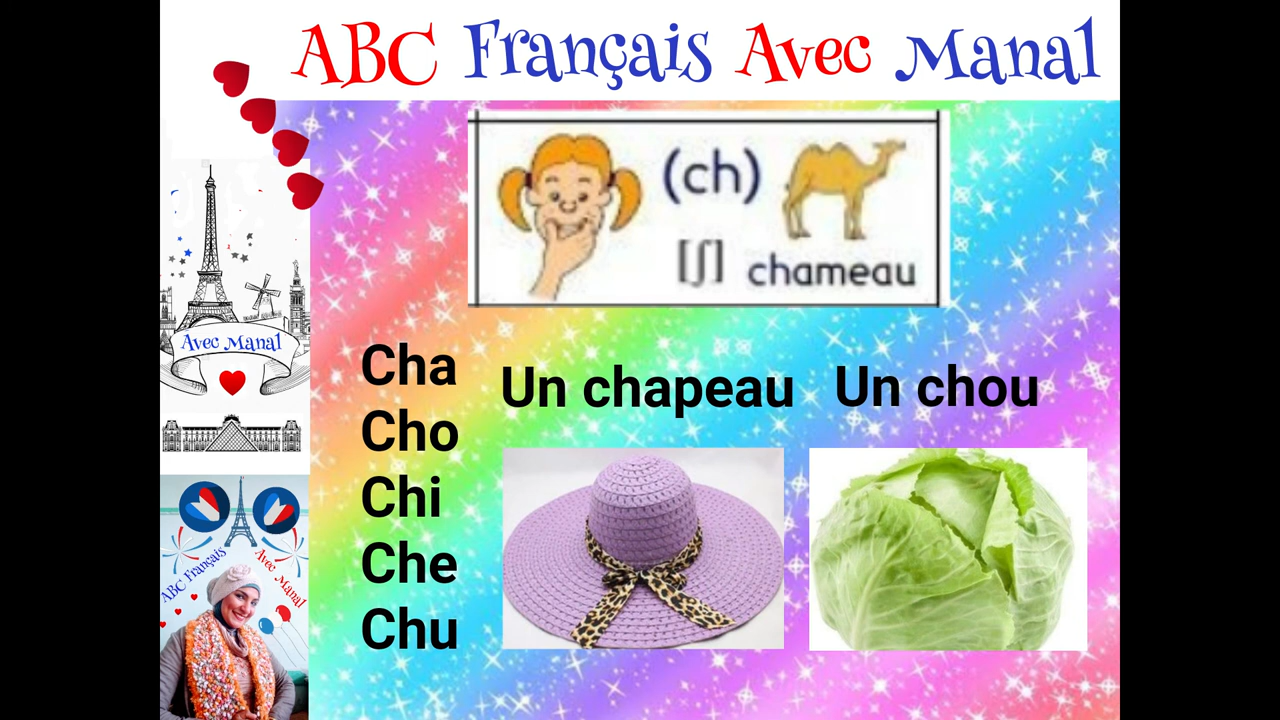 ABC Français Avec Manal
(ch)
[ʃ] chameau
Avec Manal
Cha
Cho
Chi
Che
Chu
Un chapeau
Un chou
ABC Français
Avec Manal